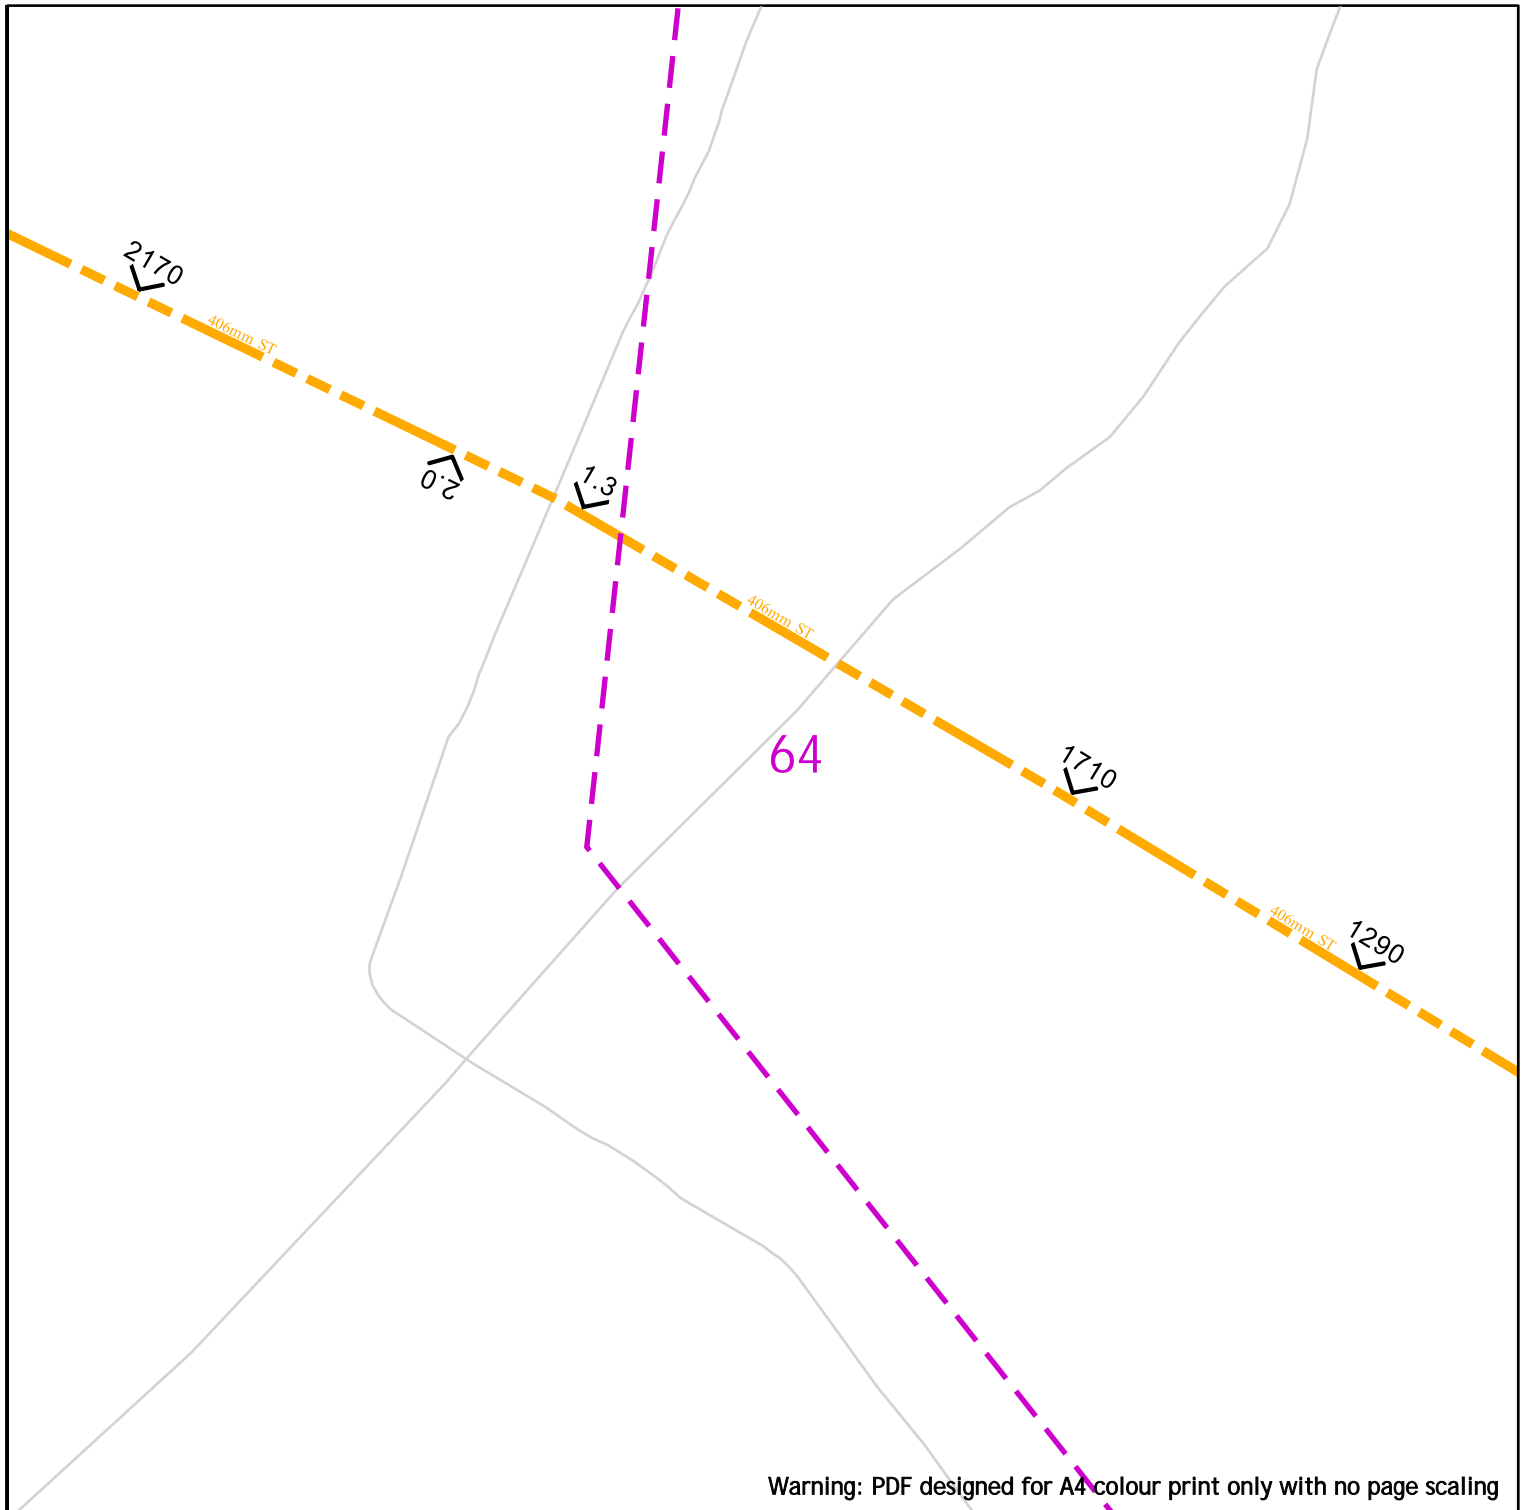 2170
406mm ST
2.0
1.3
406mm ST
64
1710
406mm ST
1290
Warning: PDF designed for A4 colour print only with no page scaling